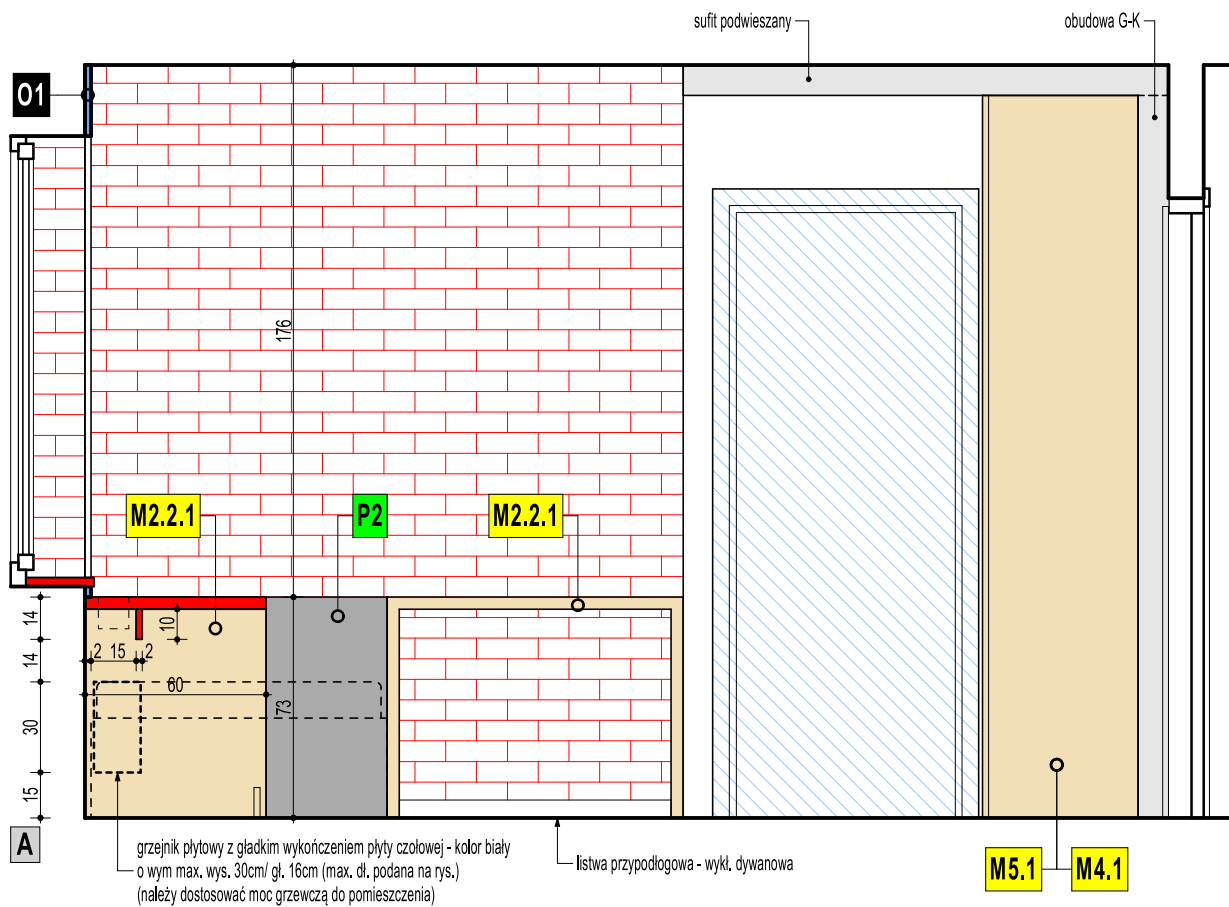 sufit podwieszany
obudowa G-K
O1
176
M2.2.1
P2
M2.2.1
14
10
2 15 2
14
60
73
30
15
A
grzejnik płytowy z gładkim wykończeniem płyty czołowej - kolor biały
o wym max. wys. 30cm/ gł. 16cm (max. dł. podana na rys.)
(należy dostosować moc grzewczą do pomieszczenia)
listwa przypodłogowa - wykł. dywanowa
M5.1
M4.1